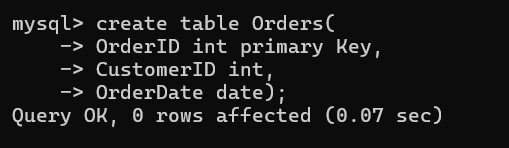 mysql> create table Orders(
    -> OrderID int primary Key,
    -> CustomerID int,
    -> OrderDate date);
Query OK, 0 rows affected (0.07 sec)